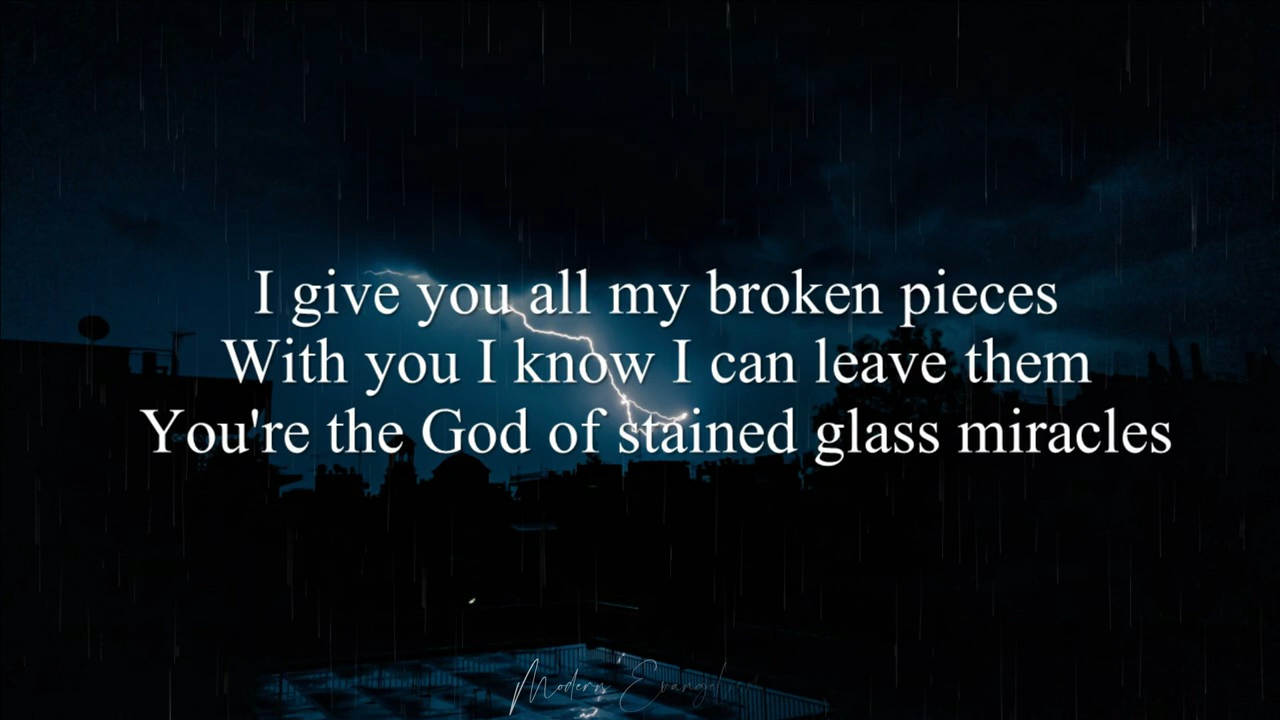 I give you all my broken pieces
With you I know I can leave them
You're the God of stained glass miracles
Modern